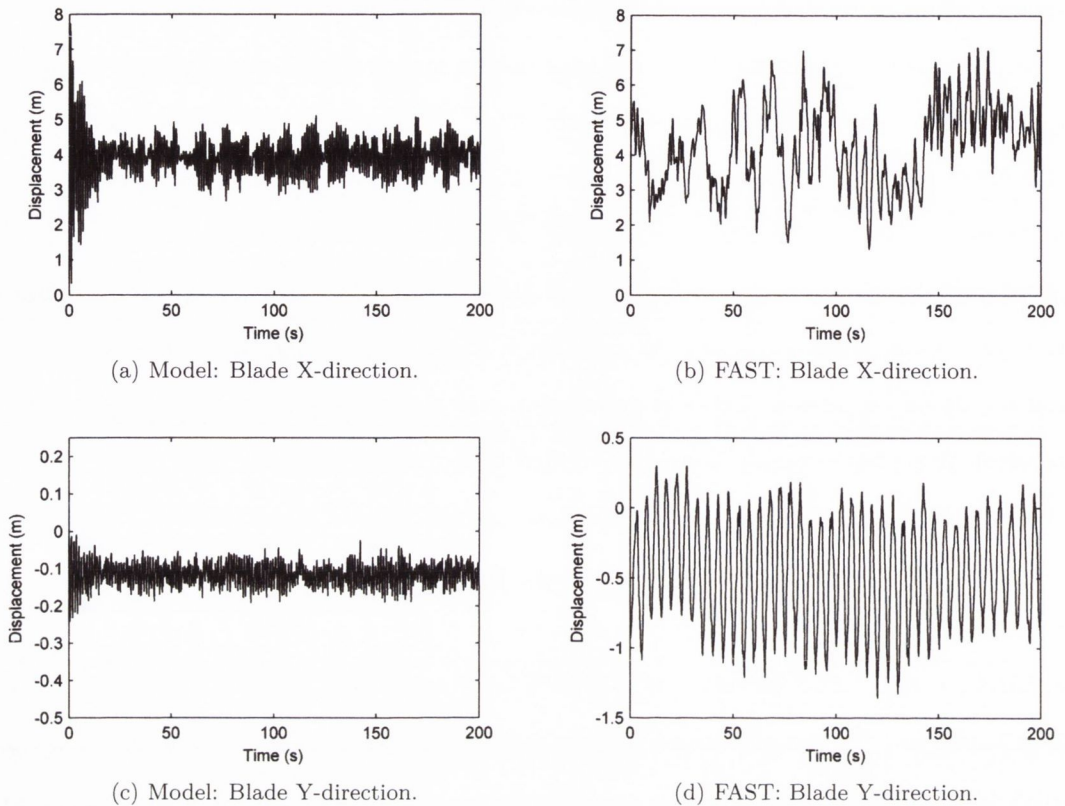 8
7
6
5
4
3
2
1
0
Displacement (m)
0 50 100 150 200
Time (s)
(a) Model: Blade X-direction.
8
7
6
5
4
3
2
1
0
Displacement (m)
0 50 100 150 200
Time (s)
(b) FAST: Blade X-direction.
0.2
0.1
0
-0.1
-0.2
-0.3
-0.4
-0.5
Displacement (m)
0 50 100 150 200
Time (s)
(c) Model: Blade Y-direction.
0.5
0
-0.5
-1
-1.5
Displacement (m)
0 50 100 150 200
Time (s)
(d) FAST: Blade Y-direction.